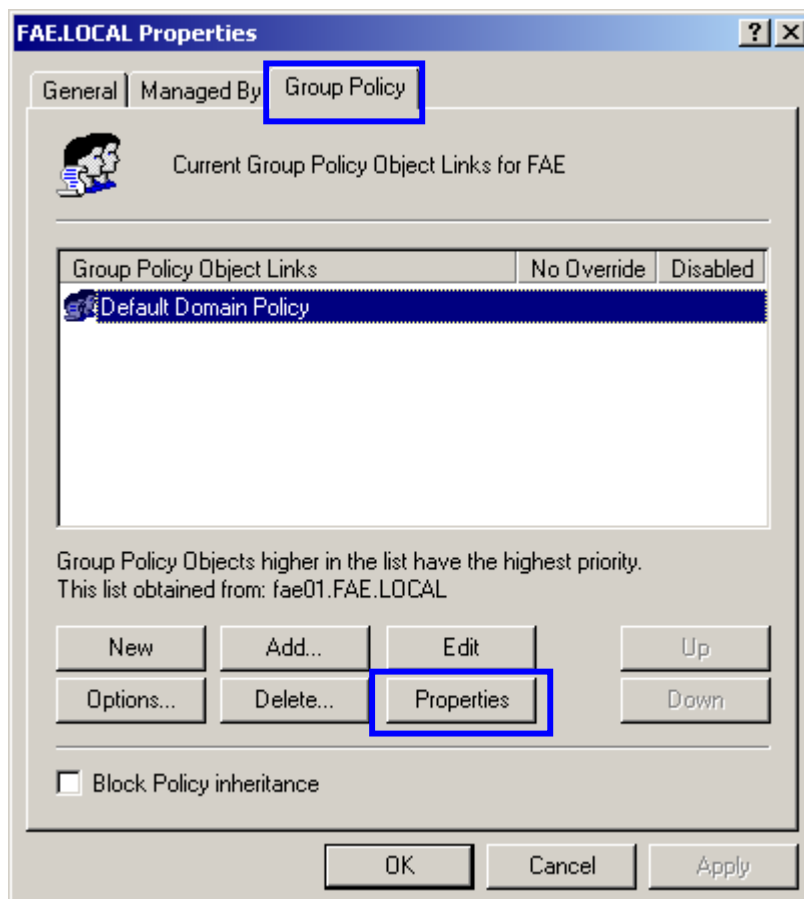 FAE.LOCAL Properties
General Managed By Group Policy
Current Group Policy Object Links for FAE
Group Policy Object Links No Override Disabled
Default Domain Policy
Group Policy Objects higher in the list have the highest priority.
This list obtained from: fae01.FAE.LOCAL
New Add... Edit Up
Options... Delete... Properties Down
Block Policy inheritance
OK Cancel Apply